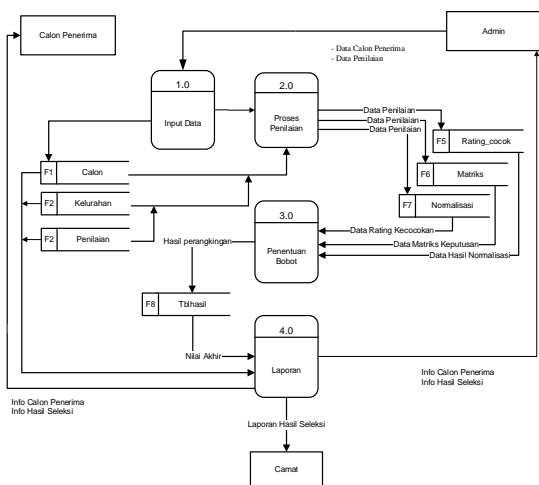 Calon Penerima
Admin
- Data Calon Penerima
- Data Penilaian
1.0
Input Data
2.0
Proses
Penilaian
Data Penilaian
Data Penilaian
Data Penilaian
F5 Rating_cocok
F6 Matriks
F7 Normalisasi
F1 Calon
F2 Kelurahan
F2 Penilaian
3.0
Penentuan
Bobot
Hasil perangkingan
Data Rating Kecocokan
Data Matriks Keputusan
Data Hasil Normalisasi
F8 Tblhasil
Nilai Akhir
4.0
Laporan
Info Calon Penerima
Info Hasil Seleksi
Info Calon Penerima
Info Hasil Seleksi
Laporan Hasil Seleksi
Camat